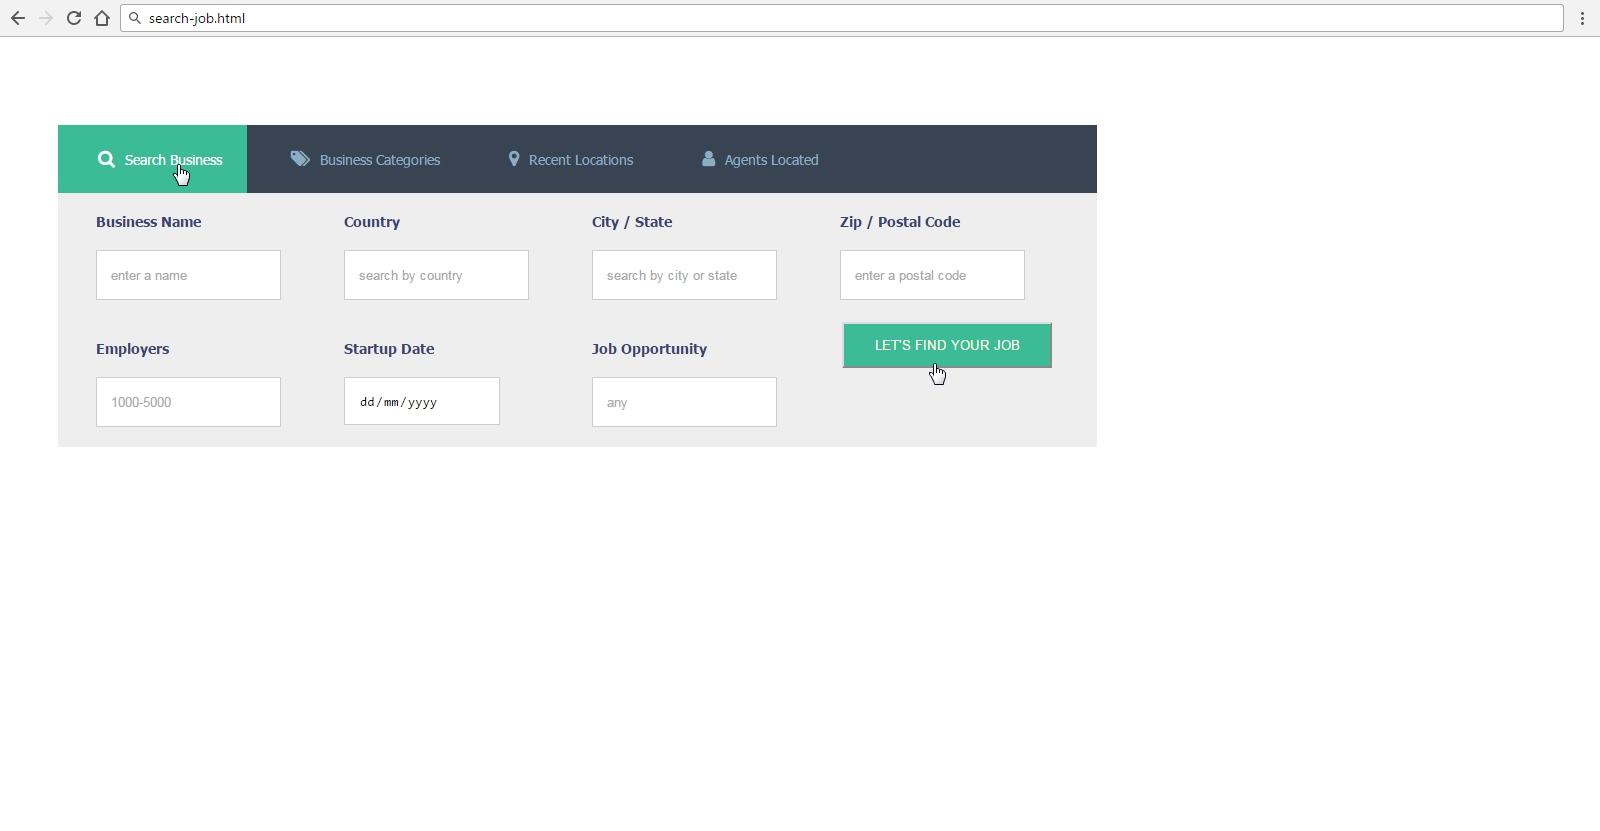 search-job.html
Search Business Business Categories Recent Locations Agents Located
Business Name Country City / State Zip / Postal Code
enter a name search by country search by city or state enter a postal code
LET'S FIND YOUR JOB
Employers Startup Date Job Opportunity
1000-5000 dd/mm/yyyy any